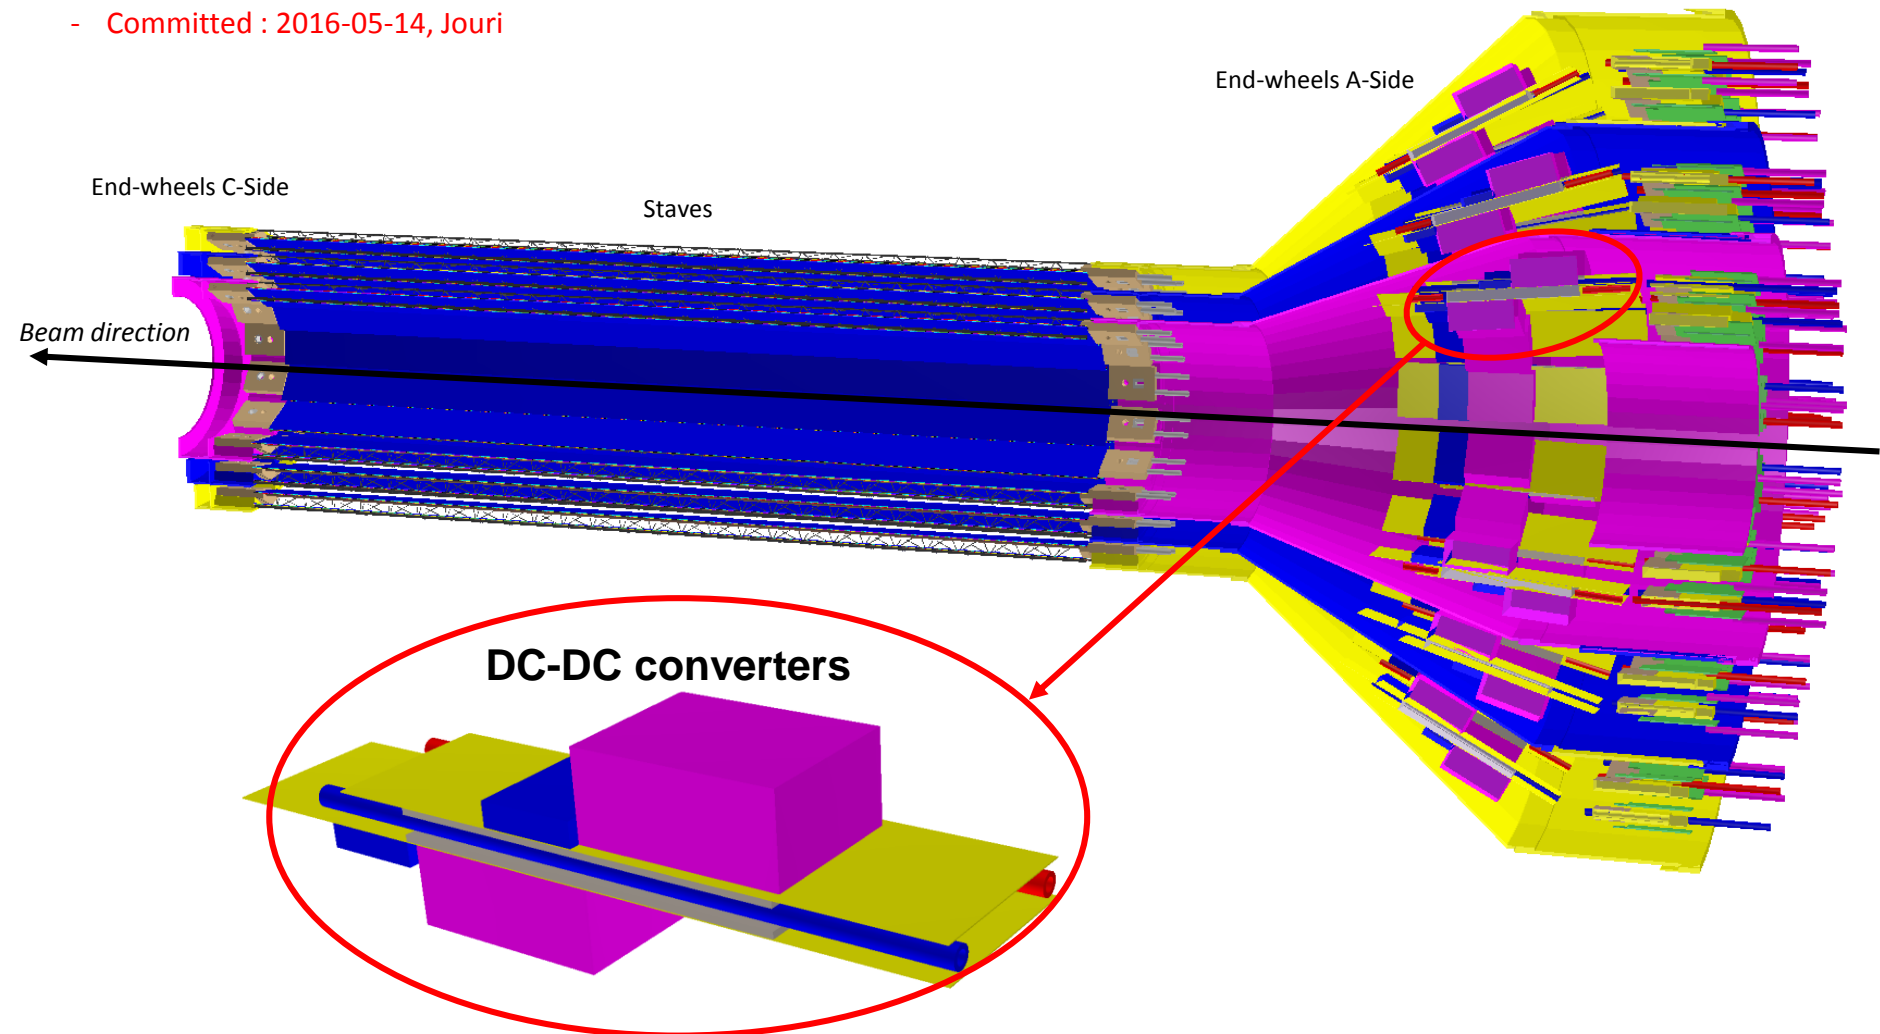 - Committed : 2016-05-14, Jouri
End-wheels A-Side
End-wheels C-Side
Staves
Beam direction
DC-DC converters